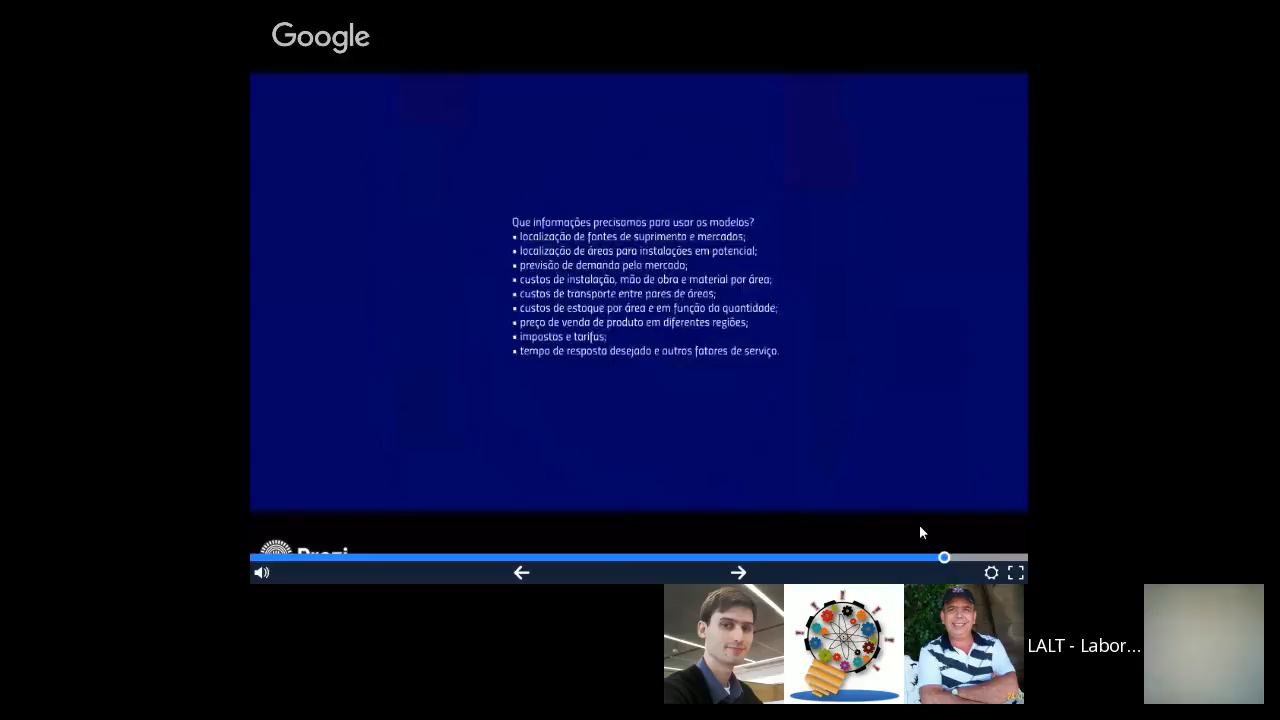 Google
Que informações precisamos para usar os modelos?
▪ localização de fontes de suprimento e mercados;
▪ localização de áreas para instalações em potencial;
▪ previsão de demanda pelo mercado;
▪ custos de instalação, mão de obra e material por área;
▪ custos de transporte entre pares de áreas;
▪ custos de estoque por área e em função da quantidade;
▪ preço de venda de produto em diferentes regiões;
▪ impostos e tarifas;
▪ tempo de resposta desejado e outros fatores de serviço.
Prezi
LALT - Labor...